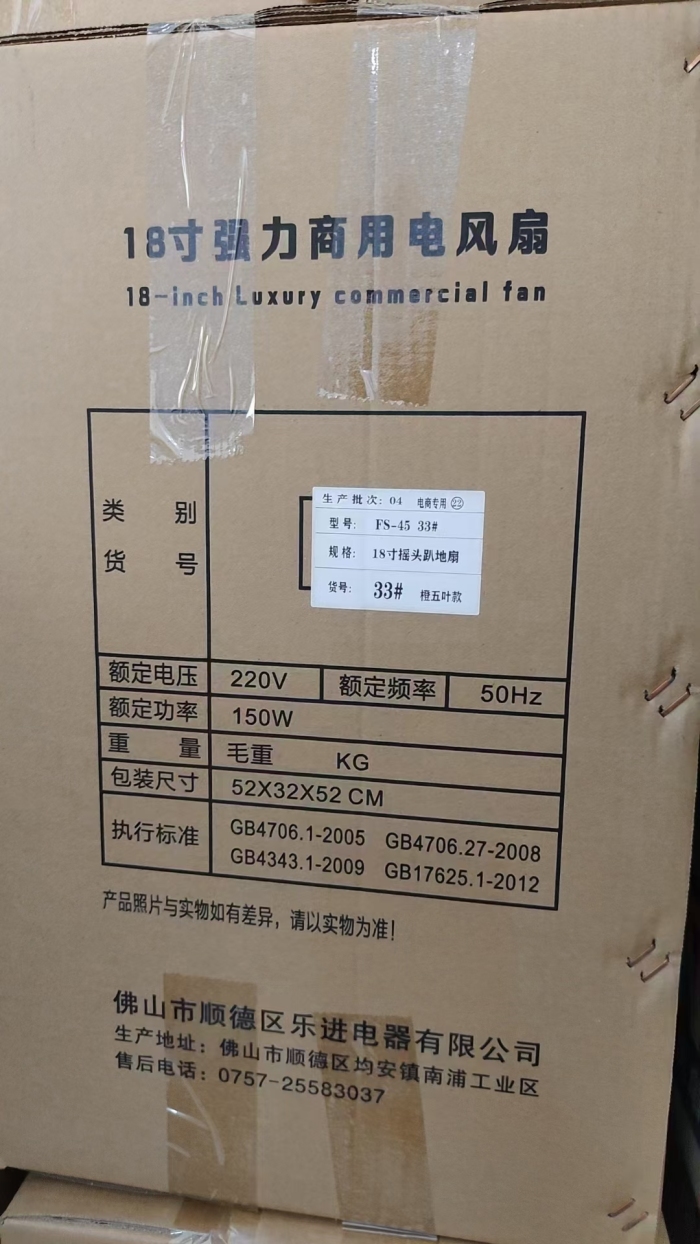 18寸强力商用电风扇
18-inch Luxury commercial fan
类 别
货 号
生产批次: 04 电商专用 ㉒
型号: FS-45 33#
规格: 18寸摇头趴地扇
货号: 33# 橙五叶款
额定电压 220V 额定频率 50Hz
额定功率 150W
重 量 毛重 KG
包装尺寸 52X32X52 CM
执行标准 GB4706.1-2005 GB4706.27-2008
GB4343.1-2009 GB17625.1-2012
产品照片与实物如有差异，请以实物为准！
佛山市顺德区乐进电器有限公司
生产地址：佛山市顺德区均安镇南浦工业区
售后电话：0757-25583037